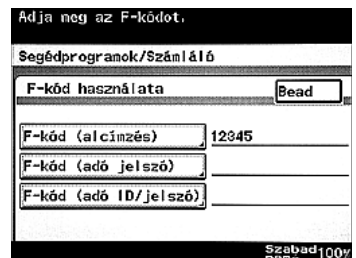 Adja meg az F-kódot.
Segédprogramok/Számláló
F-kód használata
Bead
F-kód (alcímzés) 12345
F-kód (adó jelszó)
F-kód (adó ID/jelszó)
Szabad 100%